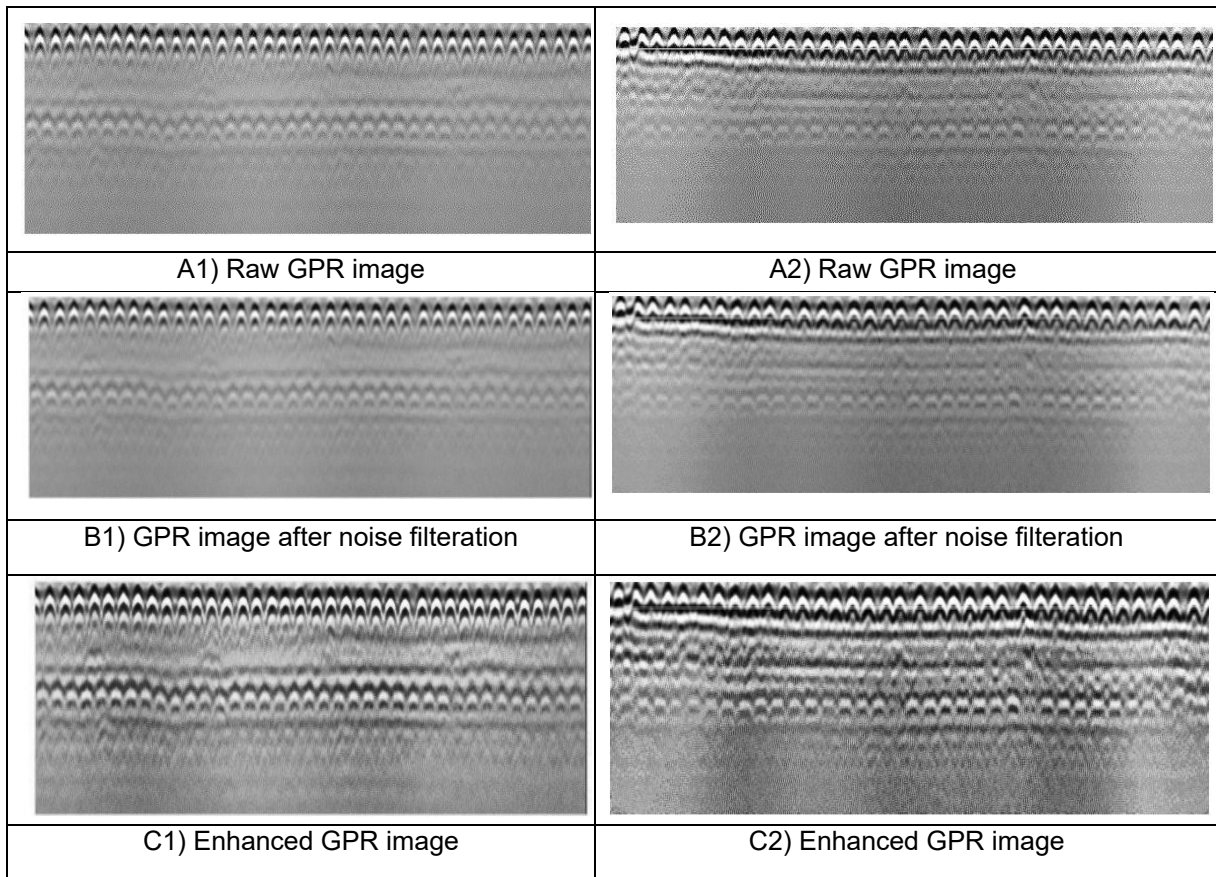 A1) Raw GPR image
A2) Raw GPR image
B1) GPR image after noise filteration
B2) GPR image after noise filteration
C1) Enhanced GPR image
C2) Enhanced GPR image